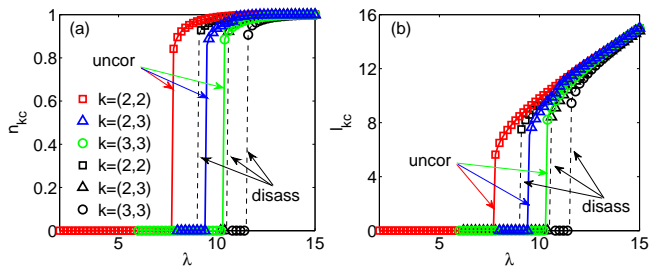 (a)
n_kc
1
0.8
0.6
0.4
0.2
0
uncor
k=(2,2)
k=(2,3)
k=(3,3)
k=(2,2)
k=(2,3)
k=(3,3)
disass
5
10
15
λ
(b)
l_kc
16
12
8
4
0
uncor
disass
5
10
15
λ